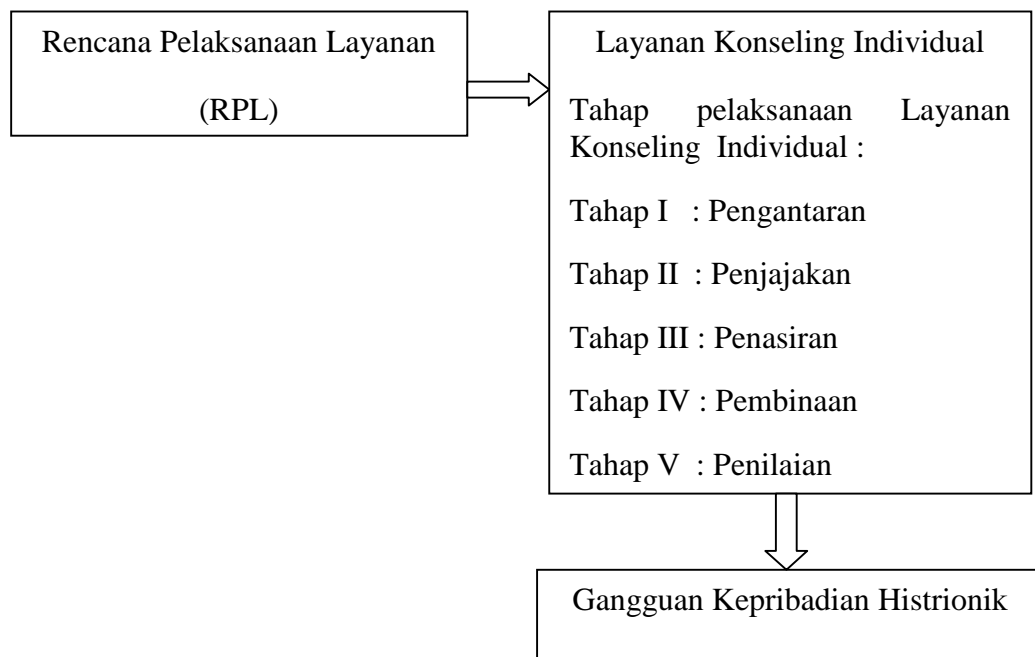 Rencana Pelaksanaan Layanan
(RPL)
Layanan Konseling Individual
Tahap pelaksanaan Layanan
Konseling Individual :
Tahap I : Pengantaran
Tahap II : Penjajakan
Tahap III : Penasiran
Tahap IV : Pembinaan
Tahap V : Penilaian
Gangguan Kepribadian Histrionik